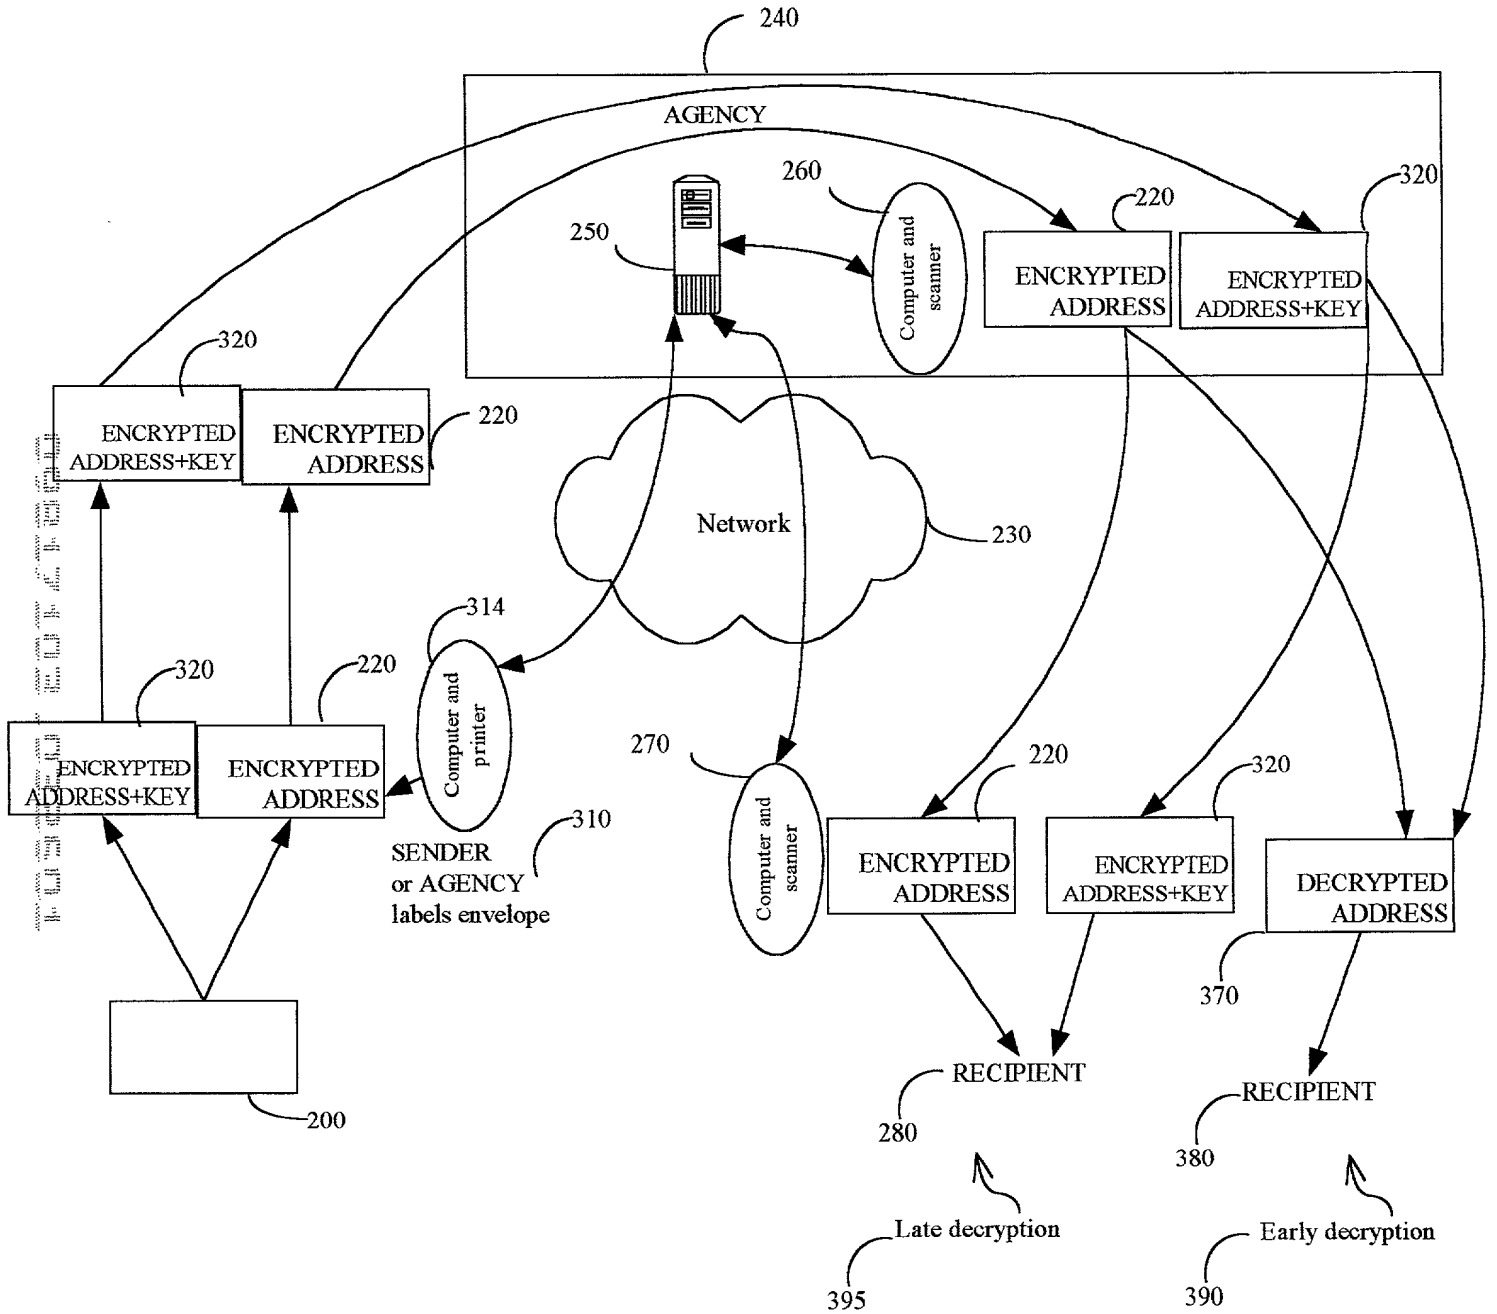 240
AGENCY
260
220
320
250
Computer and
scanner
ENCRYPTED
ADDRESS
ENCRYPTED
ADDRESS+KEY
320
220
ENCRYPTED
ADDRESS+KEY
ENCRYPTED
ADDRESS
Network
230
314
320
220
Computer and
printer
ENCRYPTED
ADDRESS+KEY
ENCRYPTED
ADDRESS
270
220
320
310
SENDER
or AGENCY
labels envelope
Computer and
scanner
ENCRYPTED
ADDRESS
ENCRYPTED
ADDRESS+KEY
DECRYPTED
ADDRESS
370
RECIPIENT
RECIPIENT
200
280
380
Late decryption
Early decryption
395
390